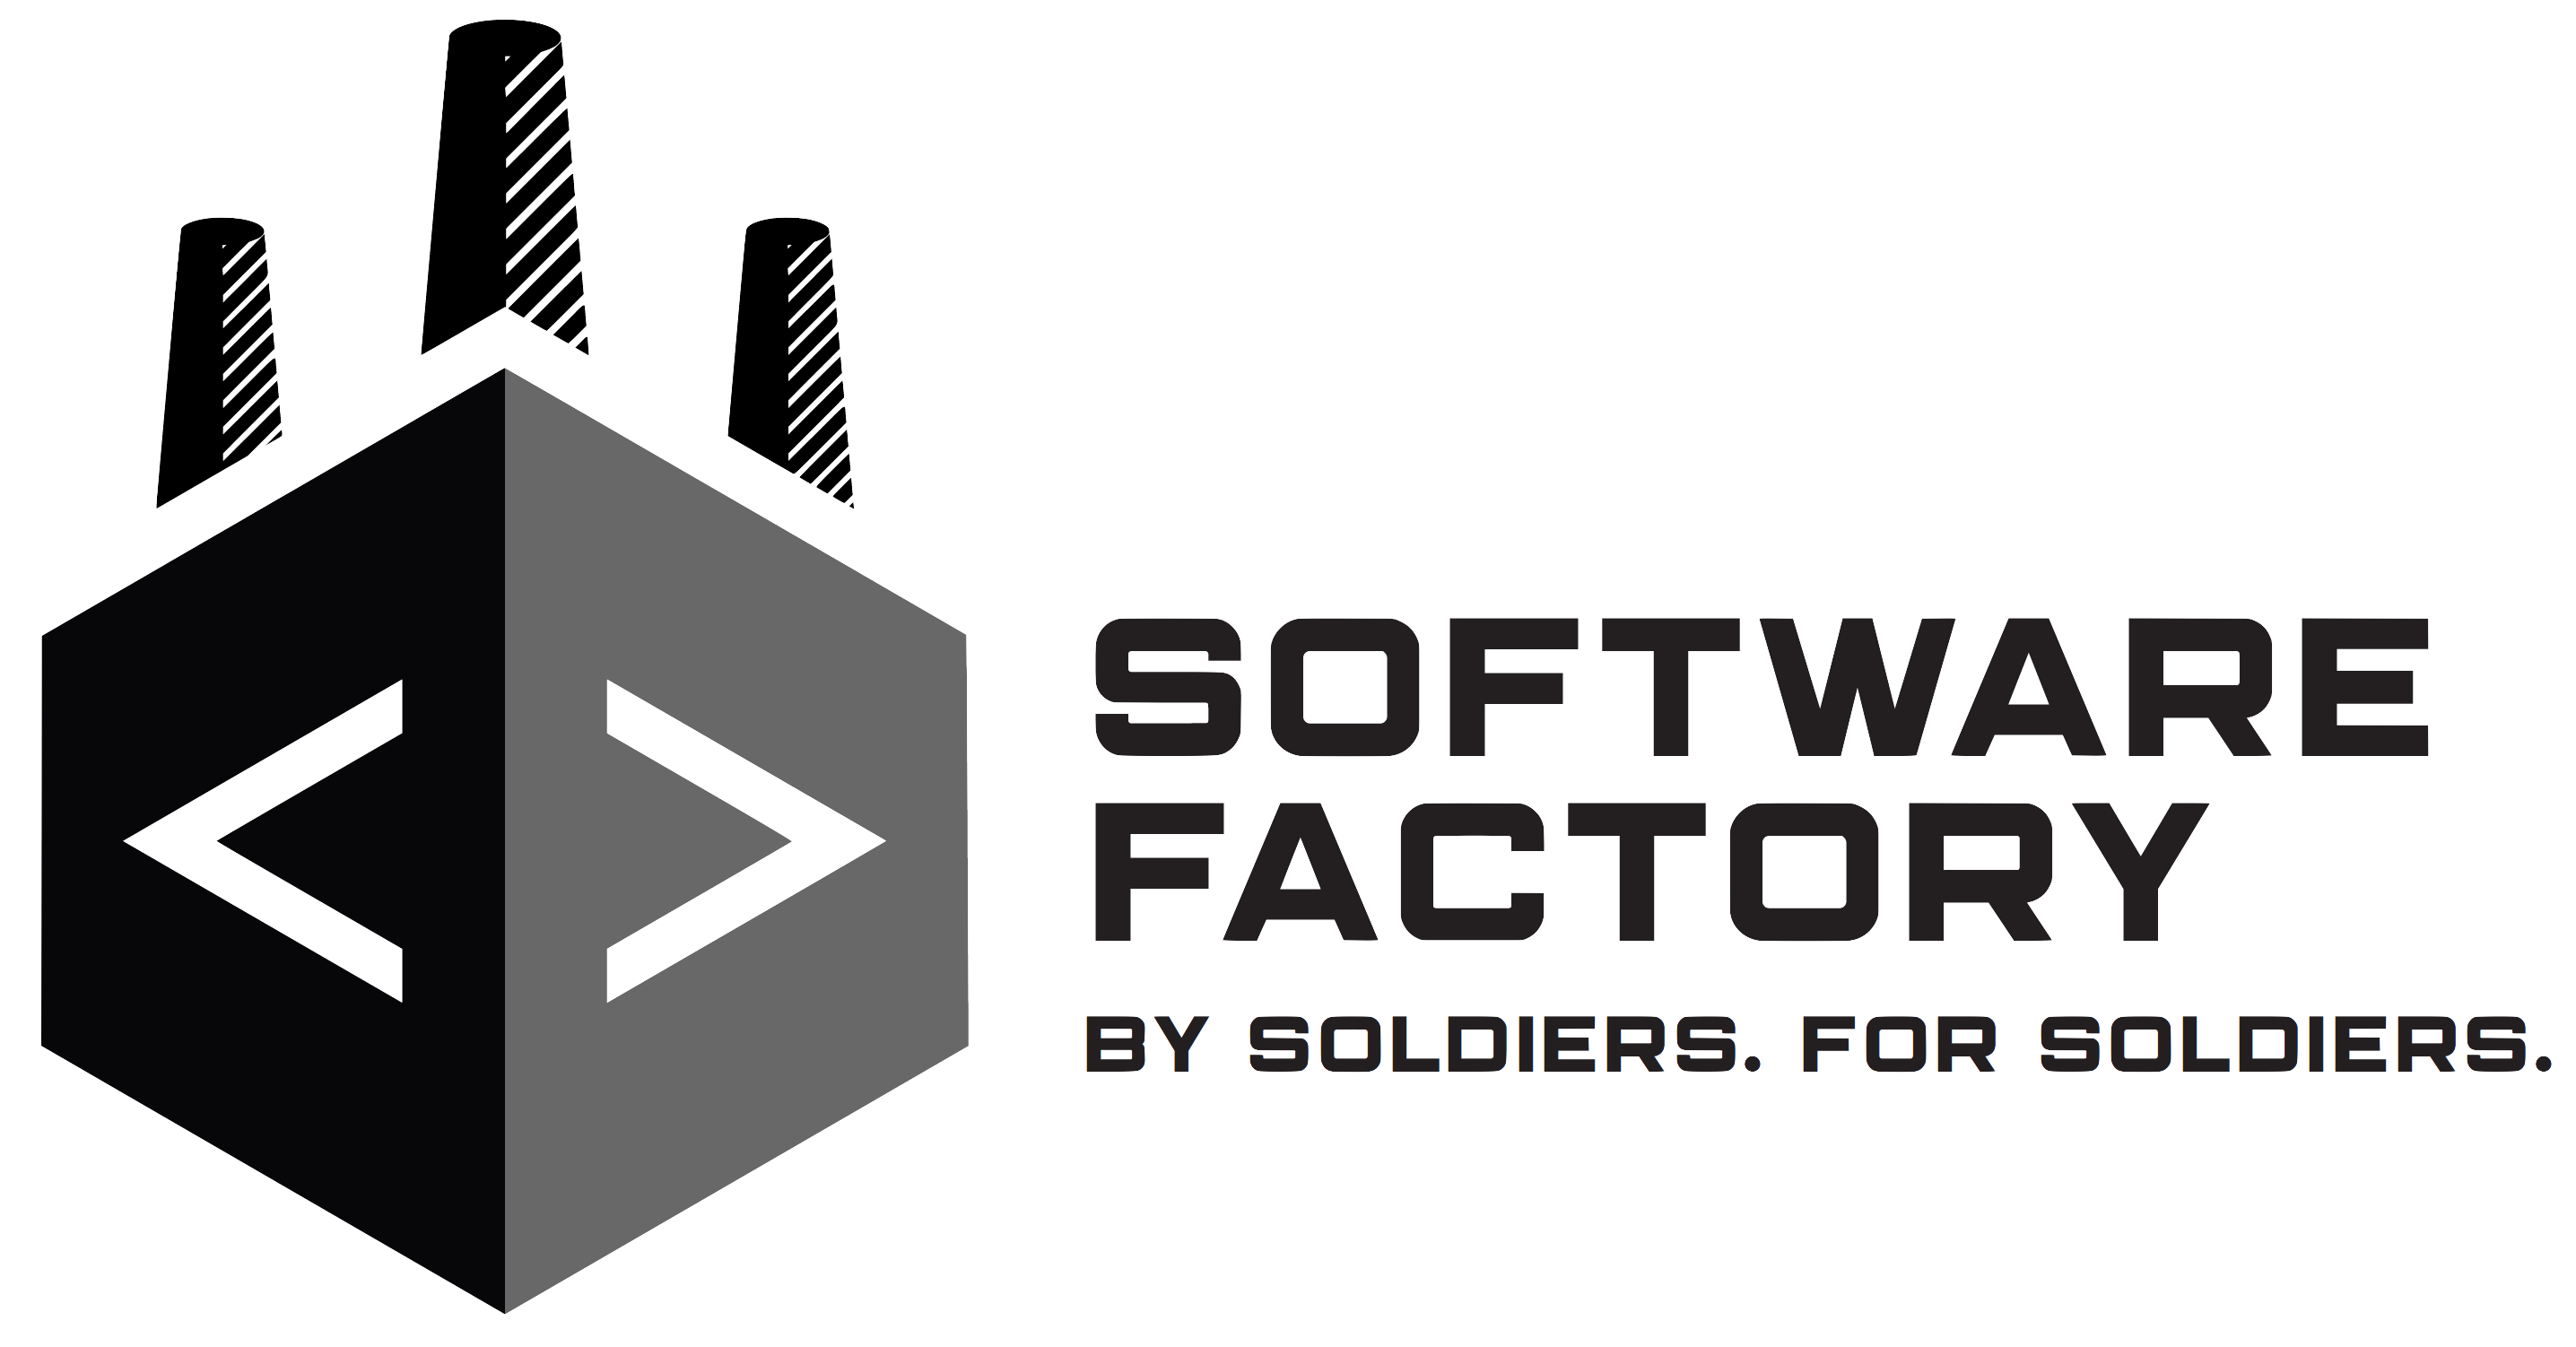 SOFTWARE
FACTORY
BY SOLDIERS. FOR SOLDIERS.